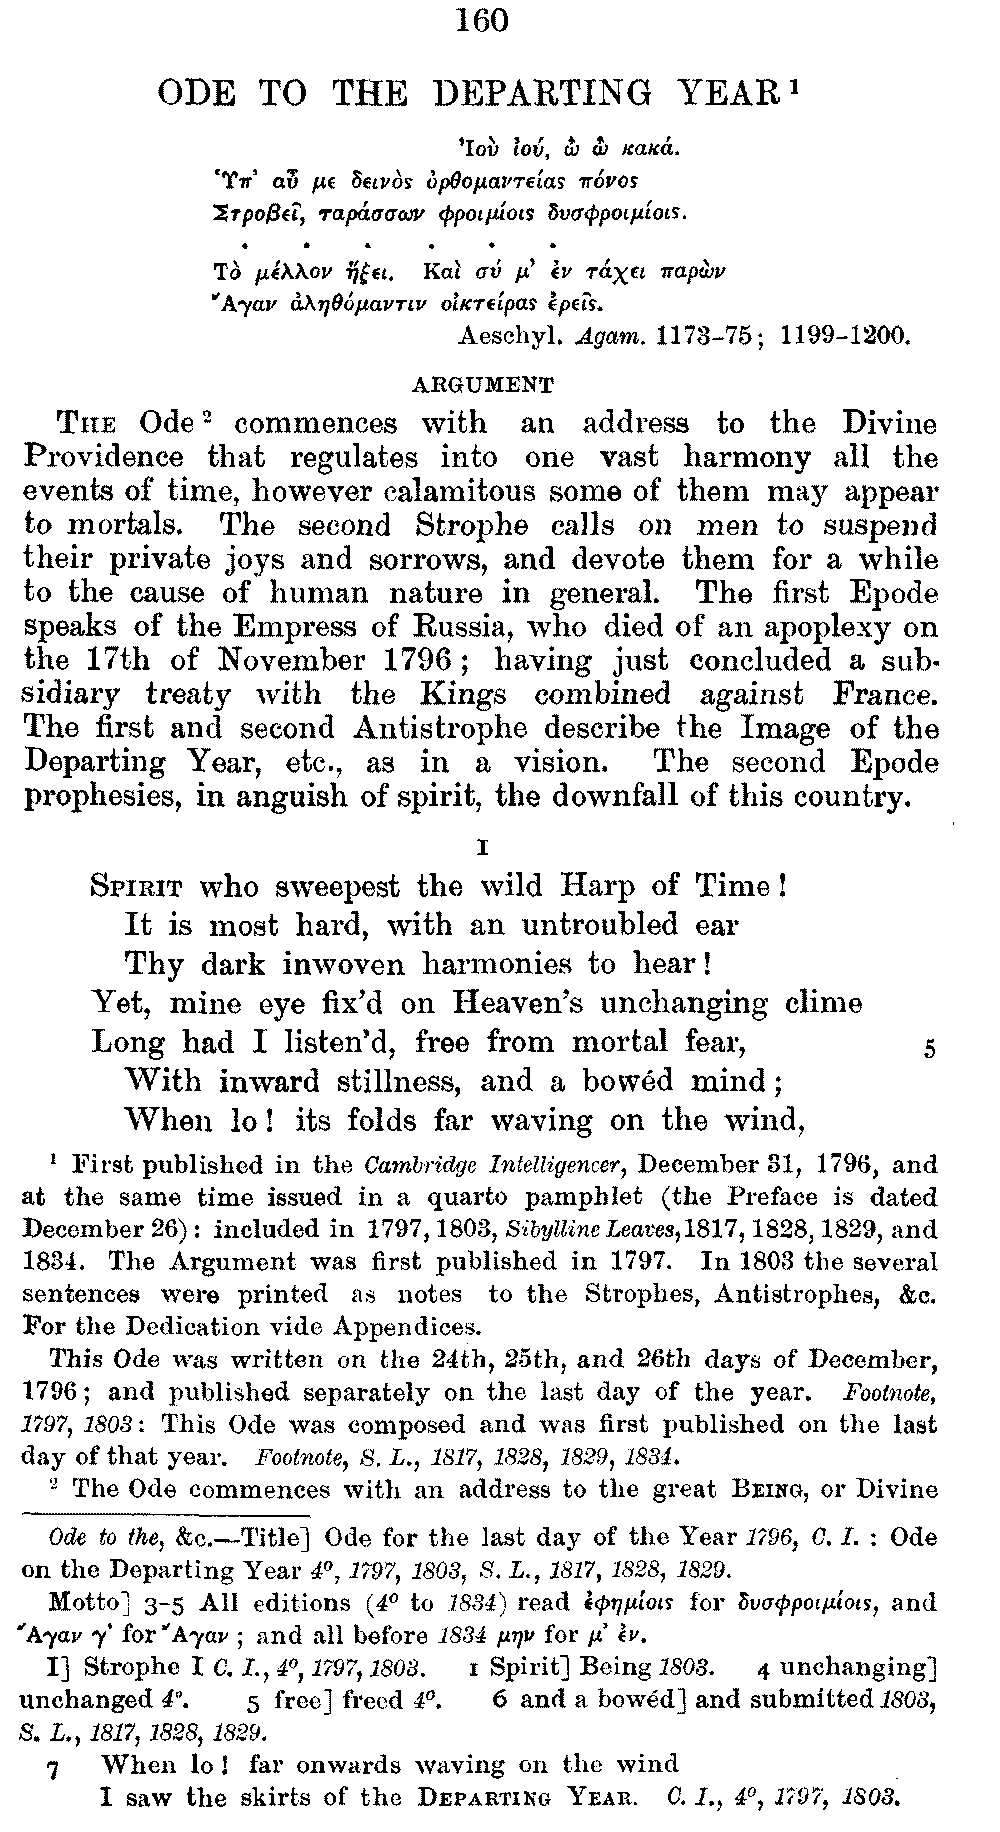 160
ODE TO THE DEPARTING YEAR ¹
Ἰοὺ ἰού, ὢ ὢ κακά.
Ὑπ' αὖ με δεινὸς ὀρθομαντείας πόνος
Στροβεῖ, ταράσσων φροιμίοις δυσφροιμίοις.
. . . . . .
Τὸ μέλλον ἥξει. Καὶ σύ μ' ἐν τάχει παρὼν
Ἄγαν ἀληθόμαντιν οἰκτείρας ἐρεῖς.
Aeschyl. Agam. 1173-75; 1199-1200.
ARGUMENT
THE Ode ² commences with an address to the Divine
Providence that regulates into one vast harmony all the
events of time, however calamitous some of them may appear
to mortals. The second Strophe calls on men to suspend
their private joys and sorrows, and devote them for a while
to the cause of human nature in general. The first Epode
speaks of the Empress of Russia, who died of an apoplexy on
the 17th of November 1796; having just concluded a sub-
sidiary treaty with the Kings combined against France.
The first and second Antistrophe describe the Image of the
Departing Year, etc., as in a vision. The second Epode
prophesies, in anguish of spirit, the downfall of this country.
I
SPIRIT who sweepest the wild Harp of Time!
It is most hard, with an untroubled ear
Thy dark inwoven harmonies to hear!
Yet, mine eye fix'd on Heaven's unchanging clime
Long had I listen'd, free from mortal fear, 5
With inward stillness, and a bowéd mind;
When lo! its folds far waving on the wind,
¹ First published in the Cambridge Intelligencer, December 31, 1796, and
at the same time issued in a quarto pamphlet (the Preface is dated
December 26): included in 1797, 1803, Sibylline Leaves, 1817, 1828, 1829, and
1834. The Argument was first published in 1797. In 1803 the several
sentences were printed as notes to the Strophes, Antistrophes, &c.
For the Dedication vide Appendices.
This Ode was written on the 24th, 25th, and 26th days of December,
1796; and published separately on the last day of the year. Footnote,
1797, 1803: This Ode was composed and was first published on the last
day of that year. Footnote, S. L., 1817, 1828, 1829, 1834.
² The Ode commences with an address to the great BEING, or Divine
Ode to the, &c.—Title] Ode for the last day of the Year 1796, C. I. : Ode
on the Departing Year 4º, 1797, 1803, S. L., 1817, 1828, 1829.
Motto] 3-5 All editions (4º to 1834) read ἐφημίοις for δυσφροιμίοις, and
Ἄγαν γ' for Ἄγαν; and all before 1834 μην for μ' ἐν.
I] Strophe I C. I., 4º, 1797, 1803. 1 Spirit] Being 1803. 4 unchanging]
unchanged 4º. 5 free] freed 4º. 6 and a bowéd] and submitted 1803,
S. L., 1817, 1828, 1829.
7 When lo! far onwards waving on the wind
I saw the skirts of the DEPARTING YEAR. C. I., 4º, 1797, 1803.